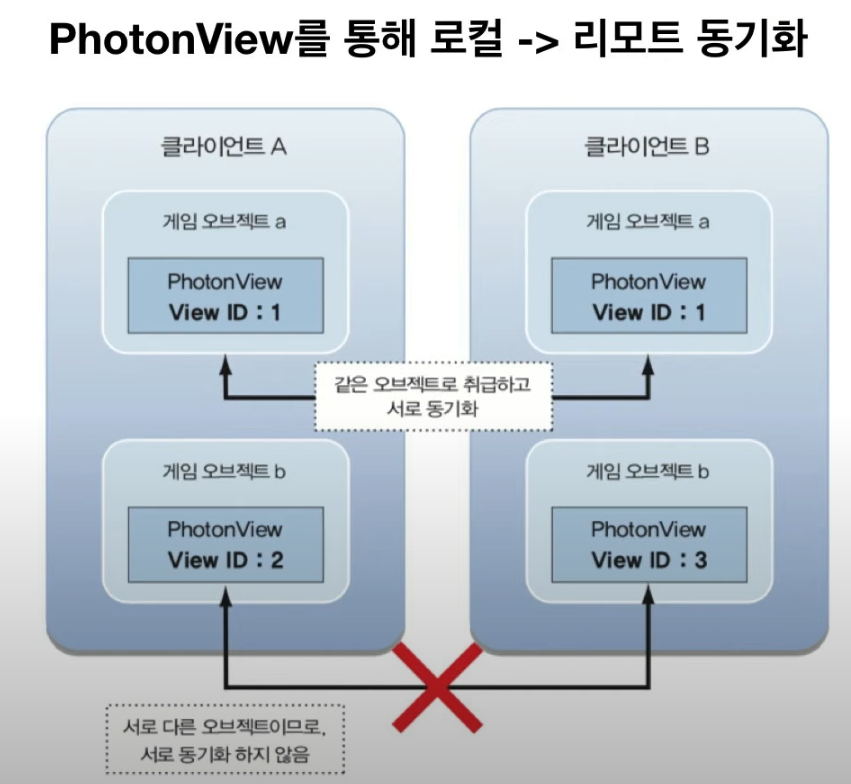 PhotonView를 통해 로컬 -> 리모트 동기화
클라이언트 A
게임 오브젝트 a
PhotonView
View ID : 1
클라이언트 B
게임 오브젝트 a
PhotonView
View ID : 1
같은 오브젝트로 취급하고
서로 동기화
게임 오브젝트 b
PhotonView
View ID : 2
게임 오브젝트 b
PhotonView
View ID : 3
서로 다른 오브젝트이므로,
서로 동기화 하지 않음